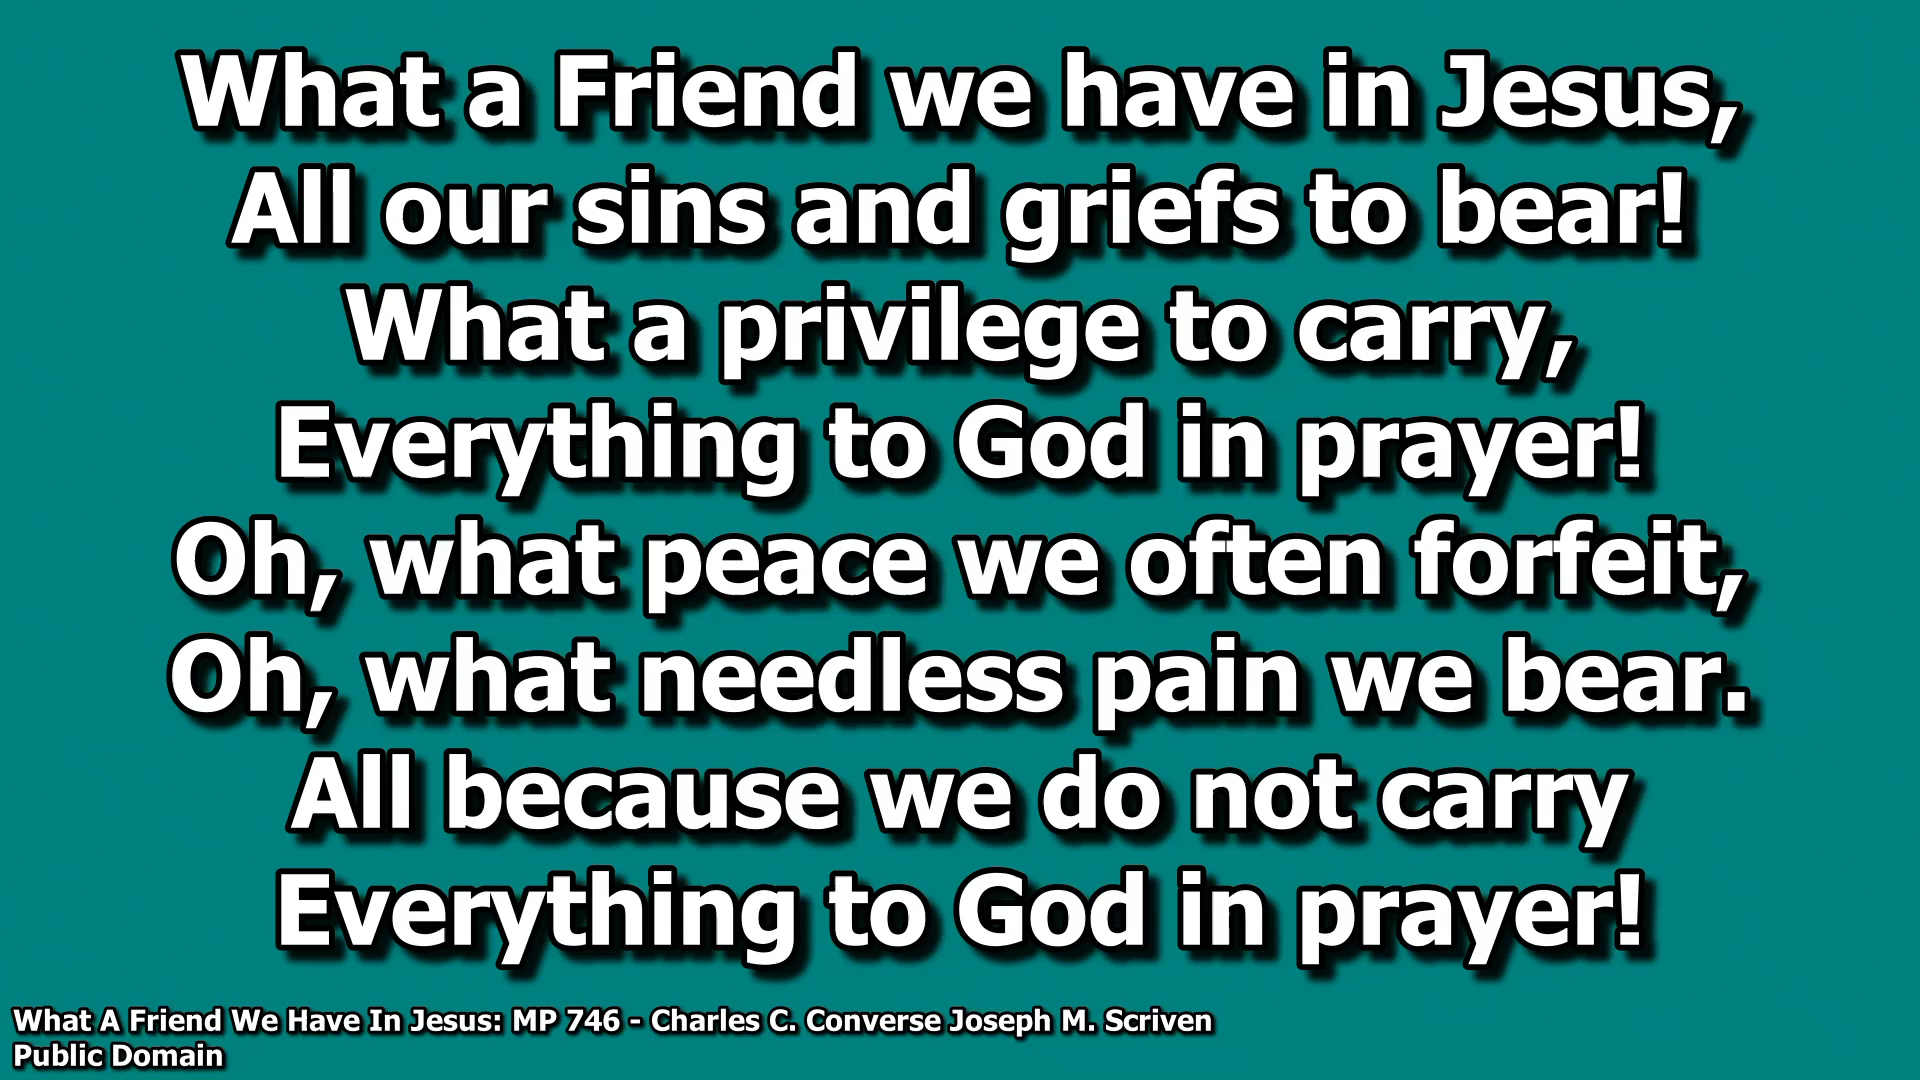 What a Friend we have in Jesus,
All our sins and griefs to bear!
What a privilege to carry,
Everything to God in prayer!
Oh, what peace we often forfeit,
Oh, what needless pain we bear.
All because we do not carry
Everything to God in prayer!
What A Friend We Have In Jesus: MP 746 - Charles C. Converse Joseph M. Scriven
Public Domain